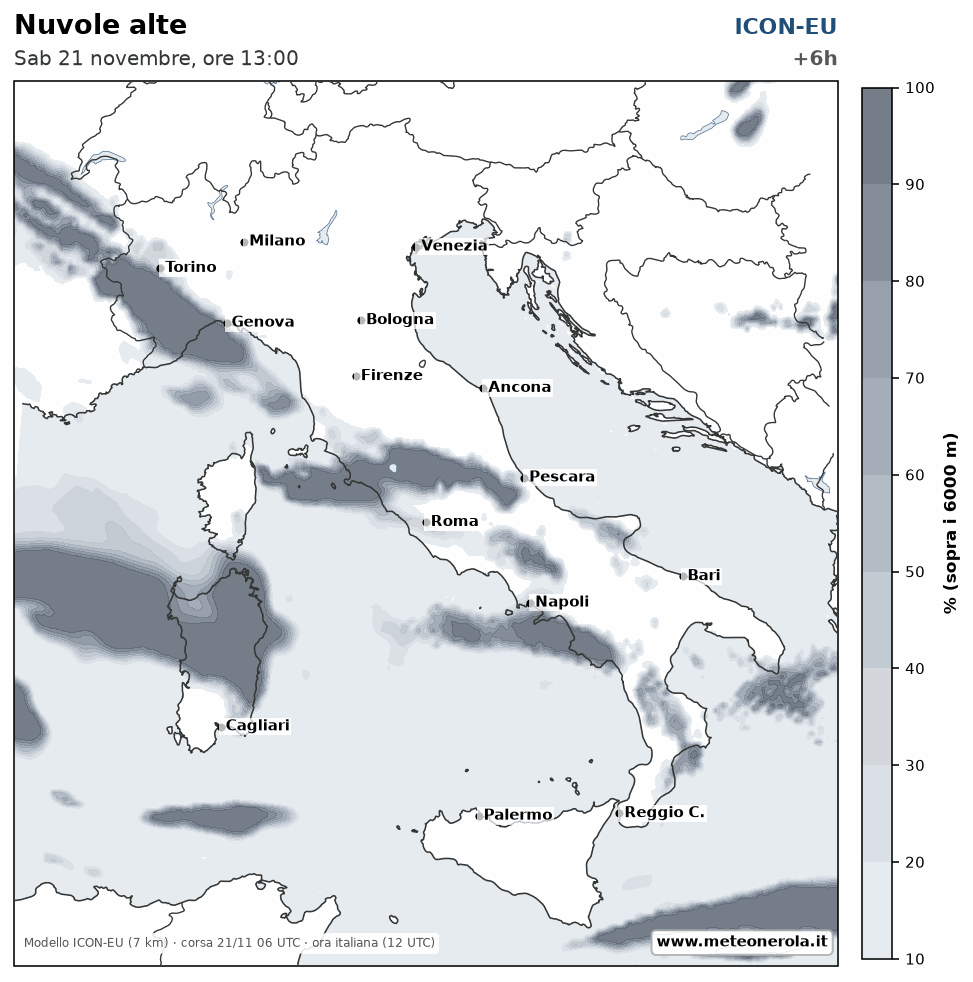 Nuvole alte
ICON-EU
Sab 21 novembre, ore 13:00
+6h
100
90
80
70
60
50
40
30
20
10
% (sopra i 6000 m)
Milano
Venezia
Torino
Genova
Bologna
Firenze
Ancona
Pescara
Roma
Bari
Napoli
Cagliari
Palermo
Reggio C.
Modello ICON-EU (7 km) · corsa 21/11 06 UTC · ora italiana (12 UTC)
www.meteonerola.it